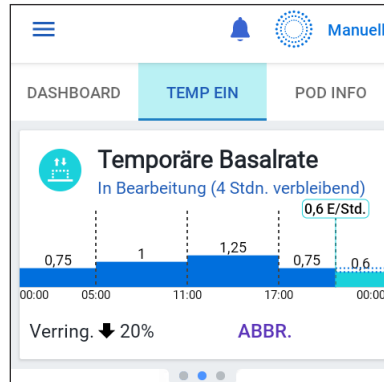 Manuell
DASHBOARD TEMP EIN POD INFO
Temporäre Basalrate
In Bearbeitung (4 Stdn. verbleibend)
0,6 E/Std.
0,75 1 1,25 0,75 0,6
00:00 05:00 11:00 17:00 00:00
Verring. 20% ABBR.